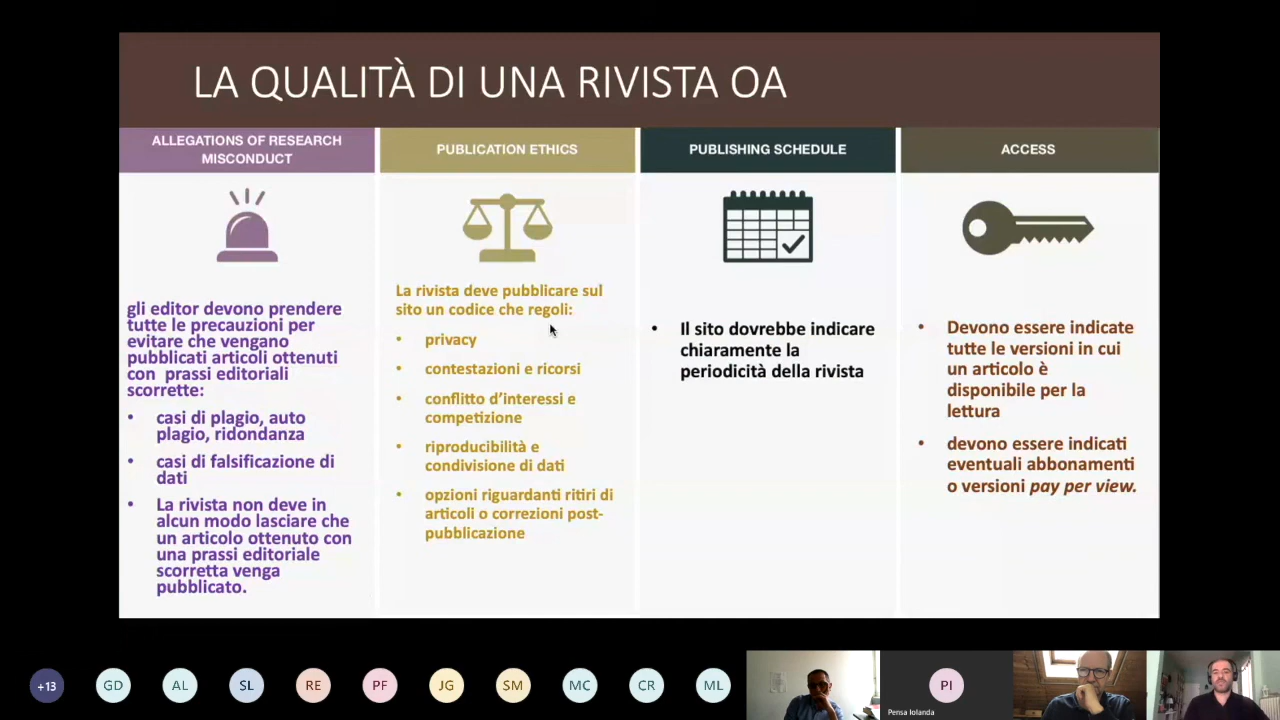 LA QUALITÀ DI UNA RIVISTA OA
ALLEGATIONS OF RESEARCH
MISCONDUCT
gli editor devono prendere
tutte le precauzioni per
evitare che vengano
pubblicati articoli ottenuti
con prassi editoriali
scorrette:
• casi di plagio, auto
plagio, ridondanza
• casi di falsificazione di
dati
• La rivista non deve in
alcun modo lasciare che
un articolo ottenuto con
una prassi editoriale
scorretta venga
pubblicato.
PUBLICATION ETHICS
La rivista deve pubblicare sul
sito un codice che regoli:
• privacy
• contestazioni e ricorsi
• conflitto d'interessi e
competizione
• riproducibilità e
condivisione di dati
• opzioni riguardanti ritiri di
articoli o correzioni post-
pubblicazione
PUBLISHING SCHEDULE
• Il sito dovrebbe indicare
chiaramente la
periodicità della rivista
ACCESS
• Devono essere indicate
tutte le versioni in cui
un articolo è
disponibile per la
lettura
• devono essere indicati
eventuali abbonamenti
o versioni pay per view.
+13
GD
AL
SL
RE
PF
JG
SM
MC
CR
ML
PI
Pensa Iolanda